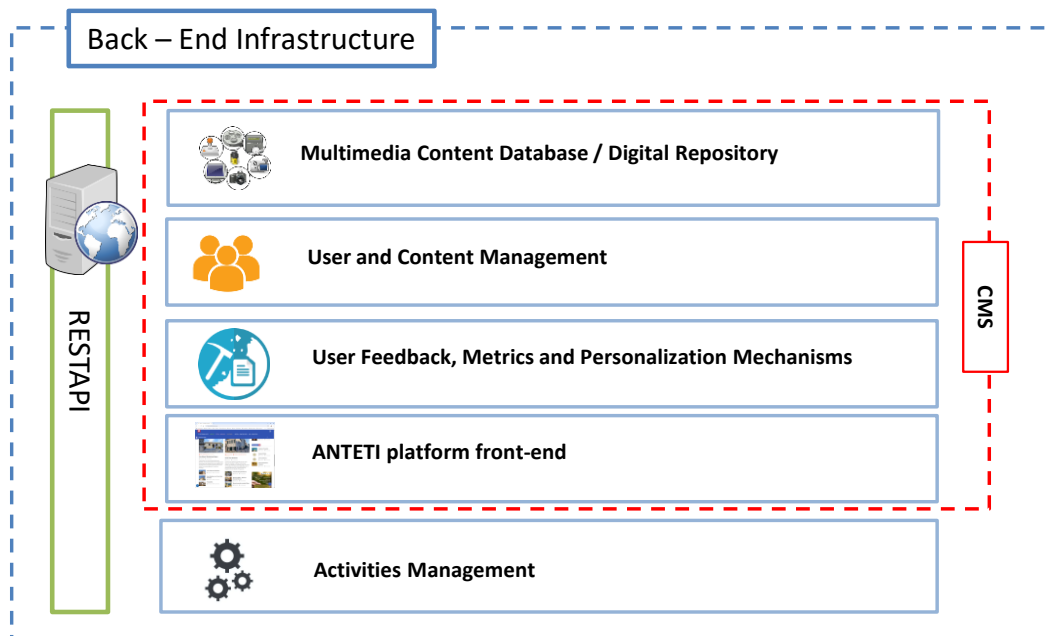 Back – End Infrastructure
Multimedia Content Database / Digital Repository
User and Content Management
User Feedback, Metrics and Personalization Mechanisms
ANTETI platform front-end
Activities Management
RESTAPI
CMS